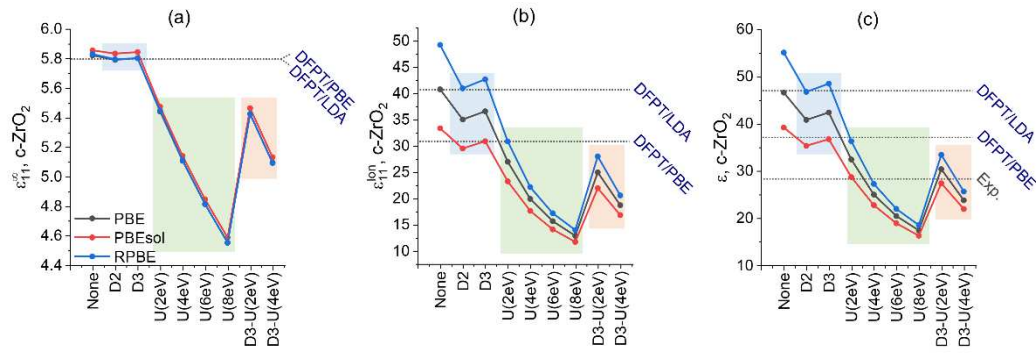 (a)
6.0
5.8
5.6
5.4
5.2
5.0
4.8
4.6
4.4
ε∞11, c-ZrO2
DFPT/PBE
DFPT/LDA
PBE
PBEsol
RPBE
None
D2
D3
U(2eV)
U(4eV)
U(6eV)
U(8eV)
D3-U(2eV)
D3-U(4eV)
(b)
50
45
40
35
30
25
20
15
10
εion11, c-ZrO2
DFPT/LDA
DFPT/PBE
None
D2
D3
U(2eV)
U(4eV)
U(6eV)
U(8eV)
D3-U(2eV)
D3-U(4eV)
(c)
60
50
40
30
20
10
ε, c-ZrO2
DFPT/LDA
DFPT/PBE
Exp.
None
D2
D3
U(2eV)
U(4eV)
U(6eV)
U(8eV)
D3-U(2eV)
D3-U(4eV)